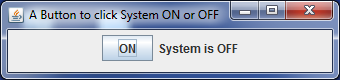 A Button to click System ON or OFF
ON System is OFF